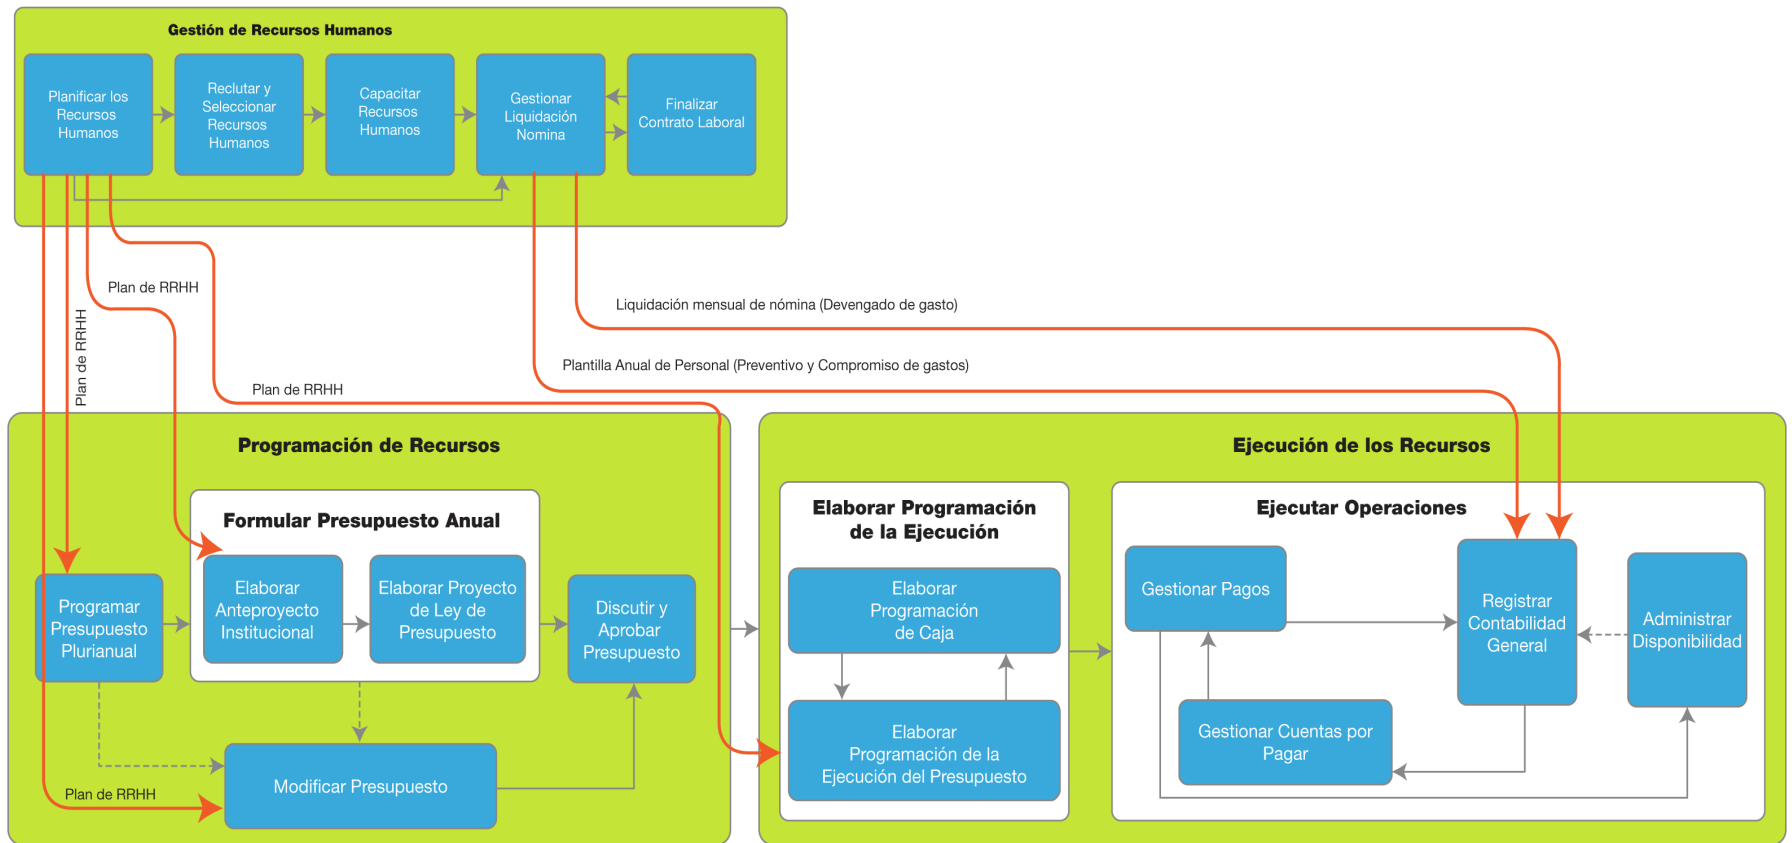 Gestión de Recursos Humanos
Planificar los
Recursos
Humanos
Reclutar y
Seleccionar
Recursos
Humanos
Capacitar
Recursos
Humanos
Gestionar
Liquidación
Nomina
Finalizar
Contrato Laboral
Plan de RRHH
Plan de RRHH
Plan de RRHH
Liquidación mensual de nómina (Devengado de gasto)
Plantilla Anual de Personal (Preventivo y Compromiso de gastos)
Programación de Recursos
Formular Presupuesto Anual
Programar
Presupuesto
Plurianual
Elaborar
Anteproyecto
Institucional
Elaborar Proyecto
de Ley de
Presupuesto
Discutir y
Aprobar
Presupuesto
Modificar Presupuesto
Plan de RRHH
Ejecución de los Recursos
Elaborar Programación
de la Ejecución
Elaborar
Programación
de Caja
Elaborar
Programación de la
Ejecución del Presupuesto
Ejecutar Operaciones
Gestionar Pagos
Registrar
Contabilidad
General
Administrar
Disponibilidad
Gestionar Cuentas por
Pagar